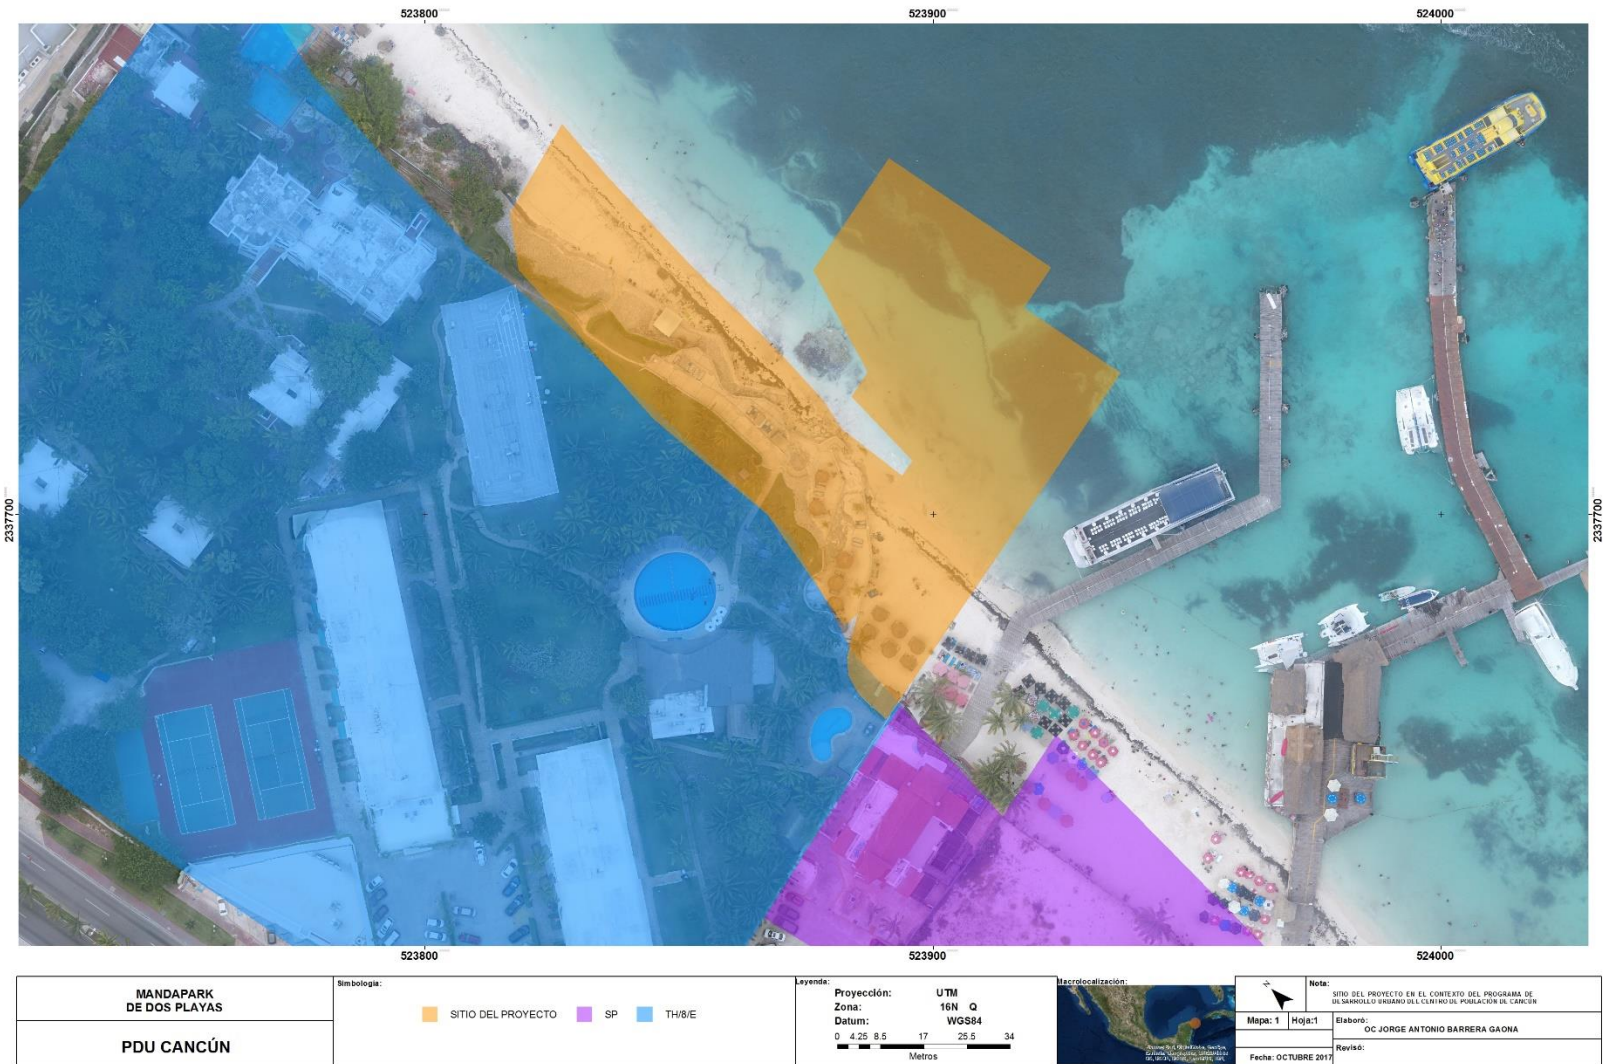 523800 523900 524000
2337700 2337700
523800 523900 524000
MANDAPARK
DE DOS PLAYAS
PDU CANCÚN
Simbología:
SITIO DEL PROYECTO SP TH/8/E
Leyenda:
Proyección: UTM
Zona: 16N Q
Datum: WGS84
0 4.25 8.5 17 25.5 34
Metros
Macrolocalización:
N
Nota:
SITIO DEL PROYECTO EN EL CONTEXTO DEL PROGRAMA DE
DESARROLLO URBANO DEL CENTRO DE POBLACIÓN DE CANCÚN
Mapa: 1 Hoja:1
Elaboró:
OC JORGE ANTONIO BARRERA GAONA
Fecha: OCTUBRE 2017
Revisó: